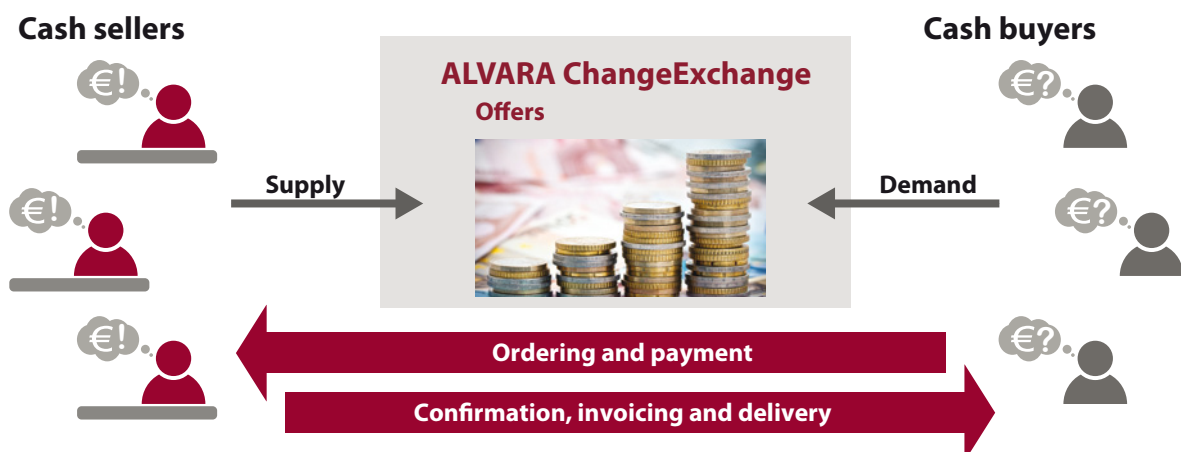 Cash sellers
Cash buyers
ALVARA ChangeExchange
Offers
€!
€?
Supply
Demand
€!
€?
€!
€?
Ordering and payment
Confirmation, invoicing and delivery